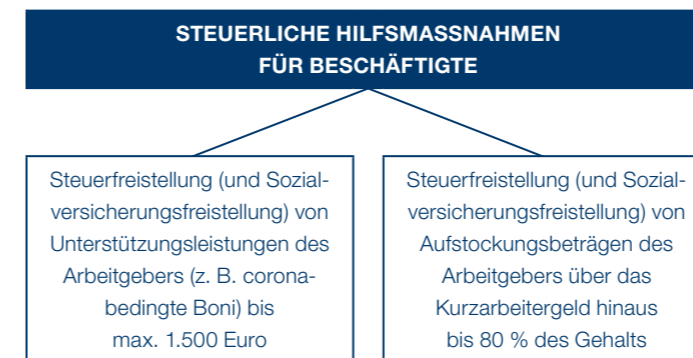 STEUERLICHE HILFSMASSNAHMEN
FÜR BESCHÄFTIGTE
Steuerfreistellung (und Sozial-
versicherungsfreistellung) von
Unterstützungsleistungen des
Arbeitgebers (z. B. corona-
bedingte Boni) bis
max. 1.500 Euro
Steuerfreistellung (und Sozial-
versicherungsfreistellung) von
Aufstockungsbeträgen des
Arbeitgebers über das
Kurzarbeitergeld hinaus
bis 80 % des Gehalts